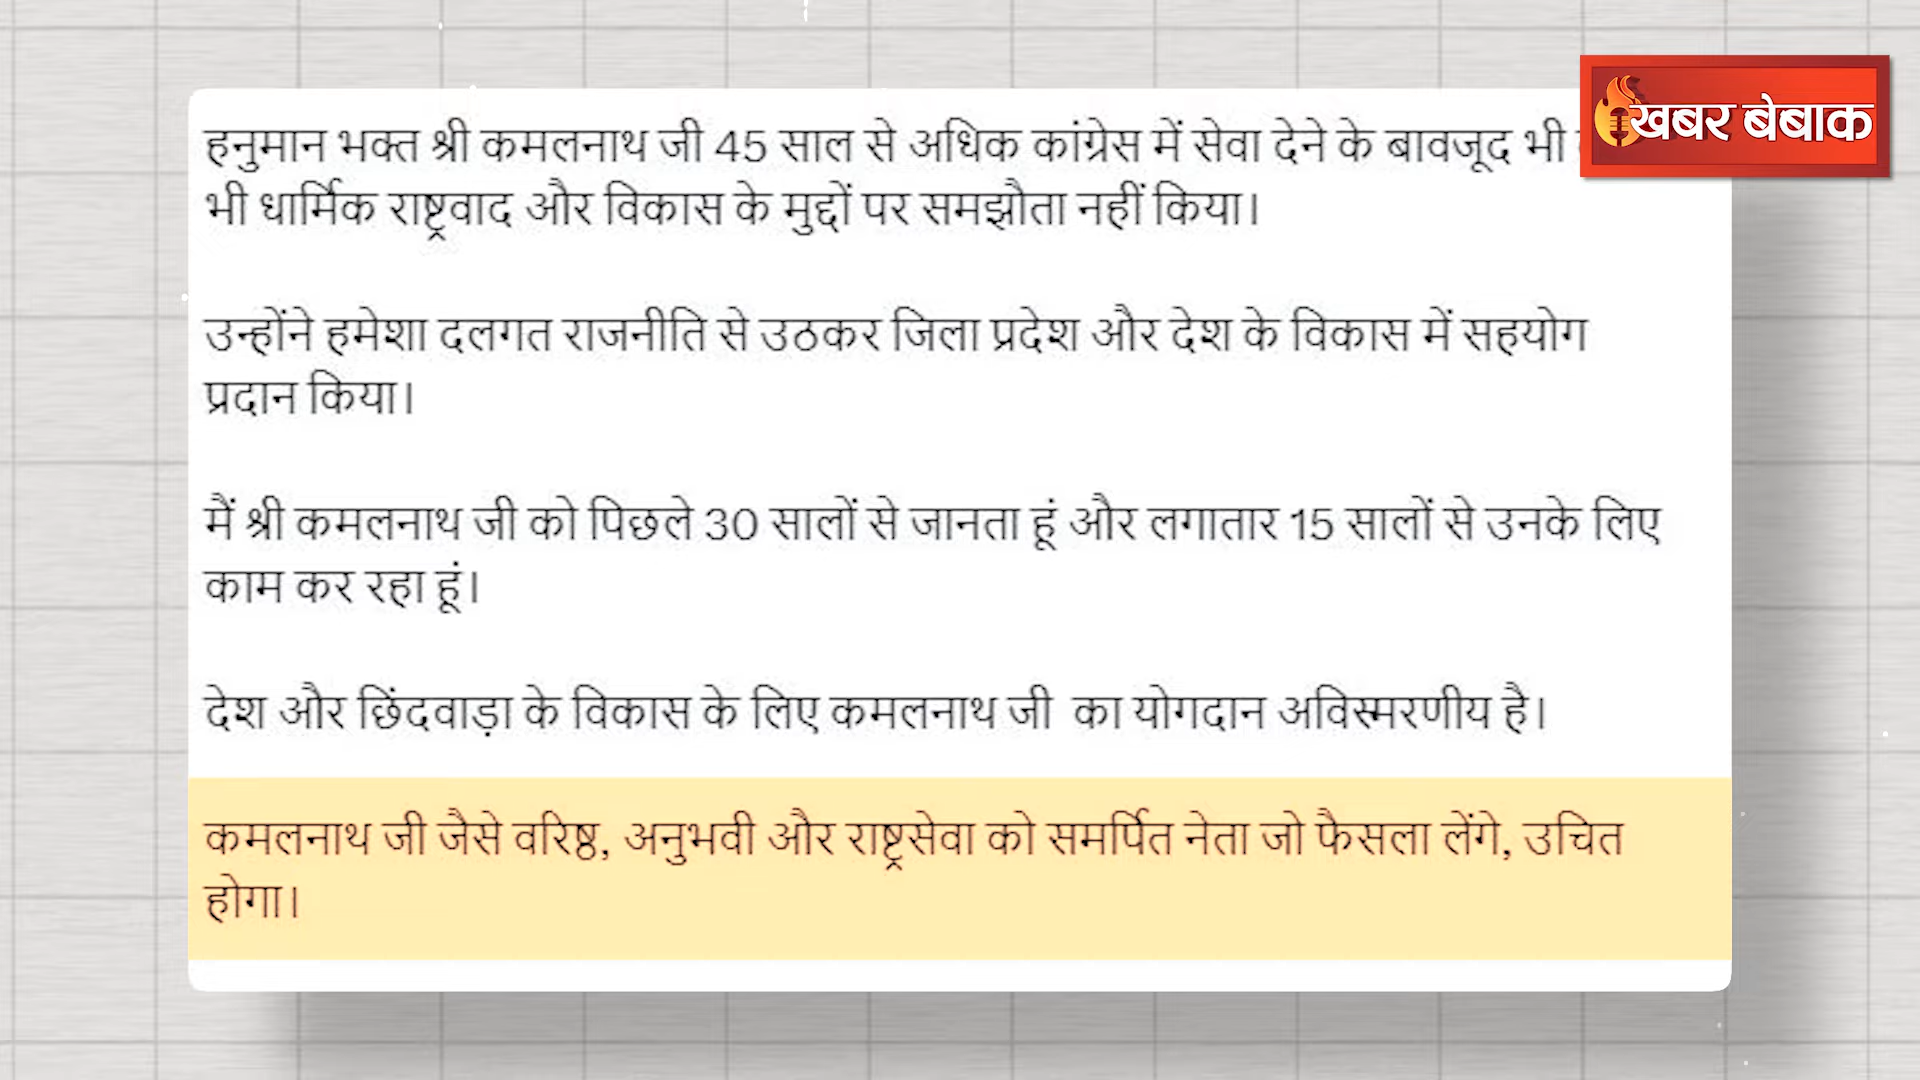 खबर बेबाक
हनुमान भक्त श्री कमलनाथ जी 45 साल से अधिक कांग्रेस में सेवा देने के बावजूद भी
भी धार्मिक राष्ट्रवाद और विकास के मुद्दों पर समझौता नहीं किया।
उन्होंने हमेशा दलगत राजनीति से उठकर जिला प्रदेश और देश के विकास में सहयोग
प्रदान किया।
मैं श्री कमलनाथ जी को पिछले 30 सालों से जानता हूं और लगातार 15 सालों से उनके लिए
काम कर रहा हूं।
देश और छिंदवाड़ा के विकास के लिए कमलनाथ जी का योगदान अविस्मरणीय है।
कमलनाथ जी जैसे वरिष्ठ, अनुभवी और राष्ट्रसेवा को समर्पित नेता जो फैसला लेंगे, उचित
होगा।